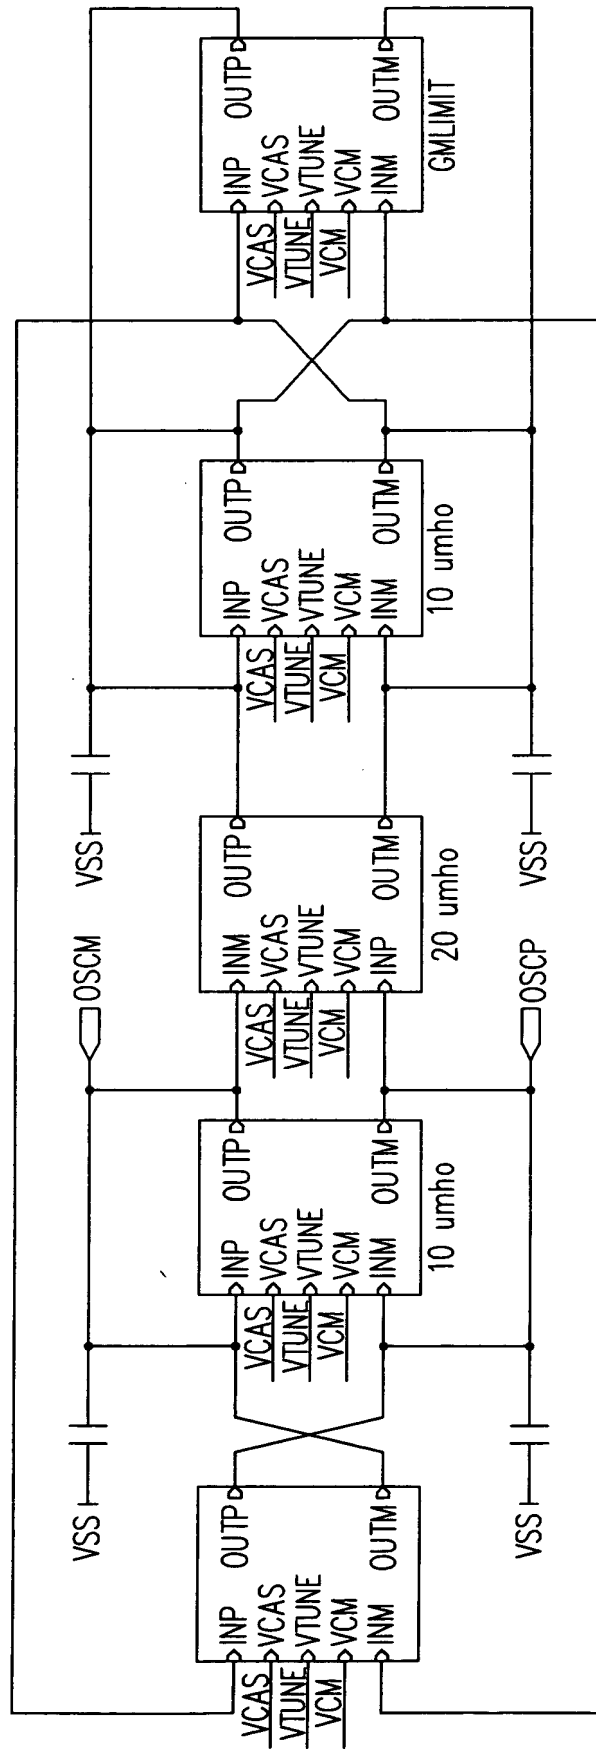 VSS
VSS
OSCM
OSCP
VSS
VSS
VCAS
VTUNE
VCM
INP
VCAS
VTUNE
VCM
INM
OUTP
OUTM
VCAS
VTUNE
VCM
INP
VCAS
VTUNE
VCM
INM
OUTP
OUTM
10 umho
VCAS
VTUNE
VCM
INM
VCAS
VTUNE
VCM
INP
OUTP
OUTM
20 umho
VCAS
VTUNE
VCM
INP
VCAS
VTUNE
VCM
INM
OUTP
OUTM
10 umho
VCAS
VTUNE
VCM
INP
VCAS
VTUNE
VCM
INM
OUTP
OUTM
GMLIMIT